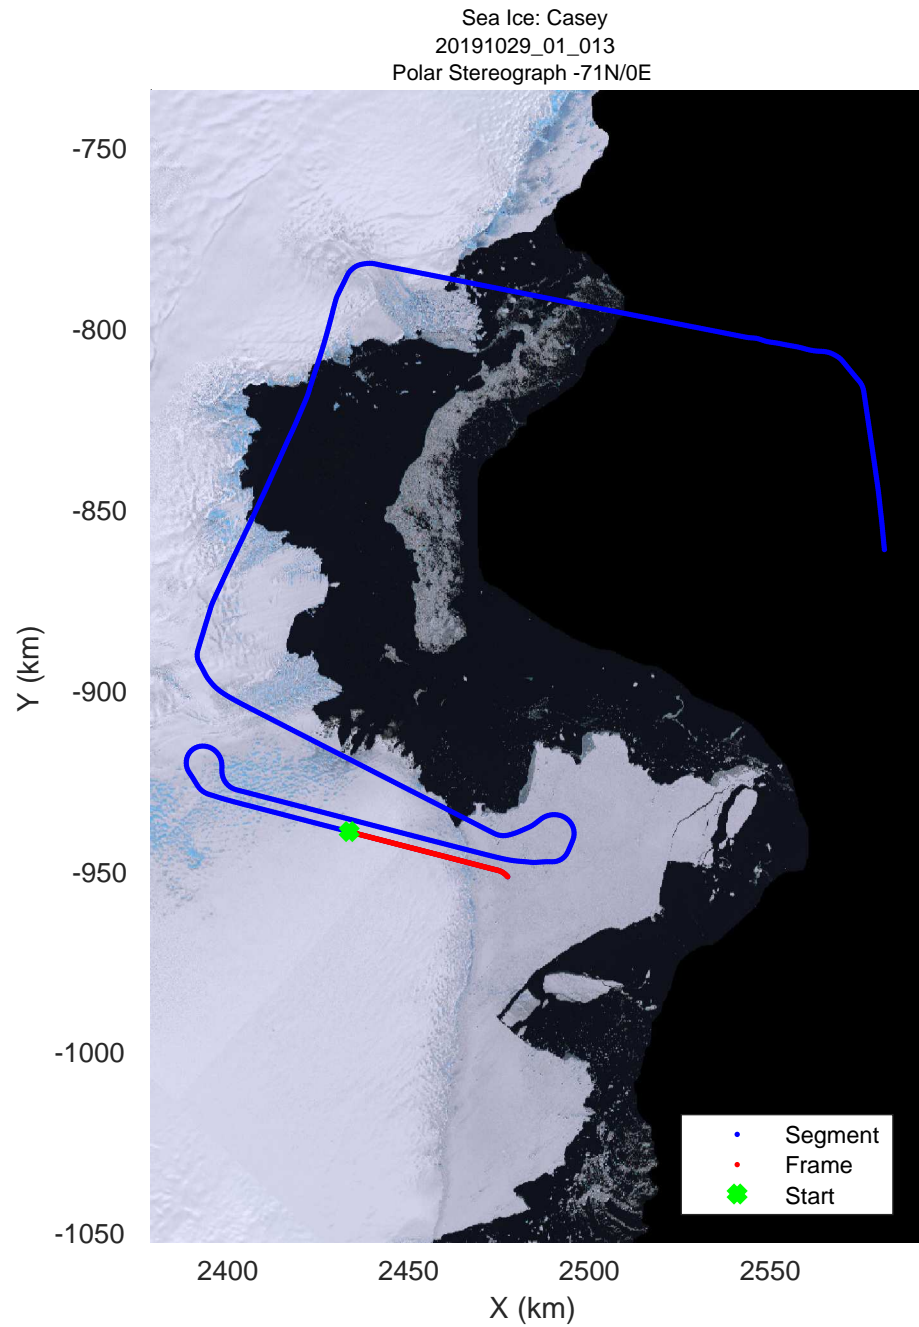 Sea Ice: Casey
20191029_01_013
Polar Stereograph -71N/0E
-750
-800
-850
-900
-950
-1000
-1050
Y (km)
2400
2450
2500
2550
X (km)
Segment
Frame
Start